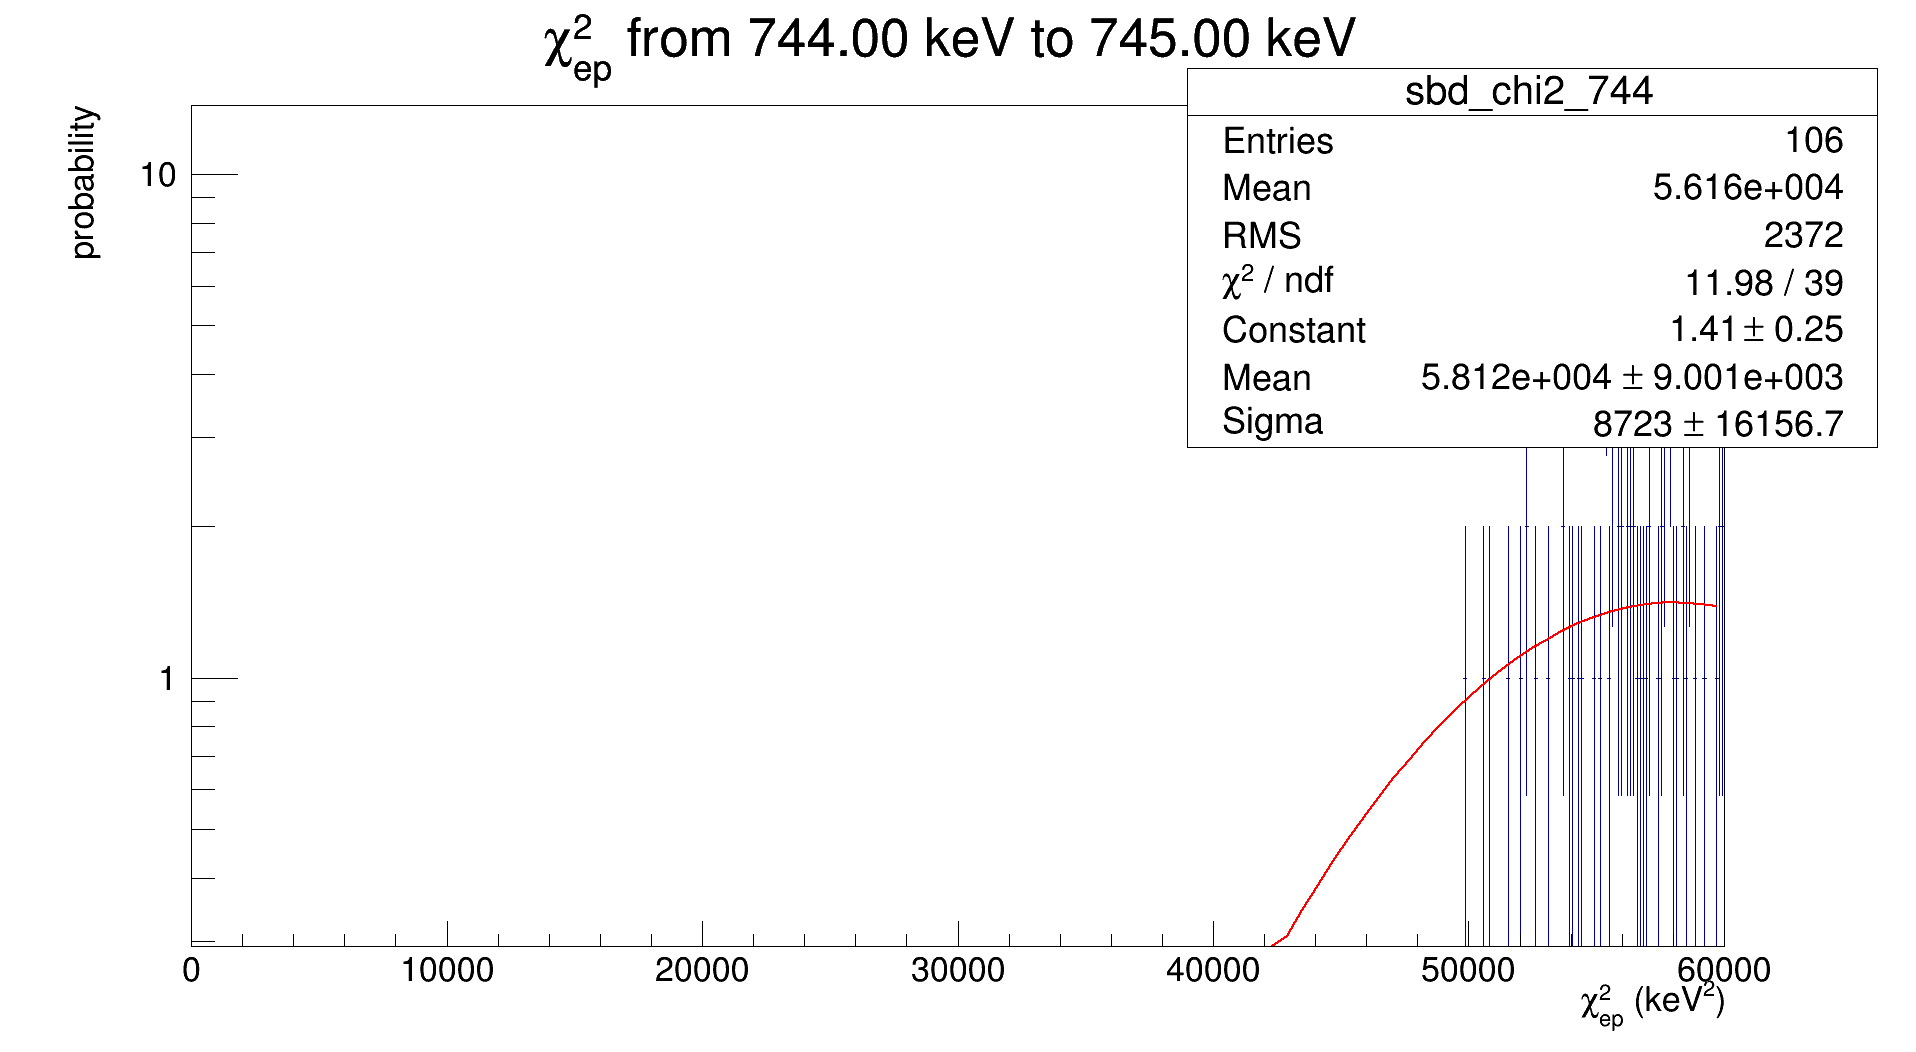 χ²ep from 744.00 keV to 745.00 keV
sbd_chi2_744
Entries 106
Mean 5.616e+004
RMS 2372
χ² / ndf 11.98 / 39
Constant 1.41 ± 0.25
Mean 5.812e+004 ± 9.001e+003
Sigma 8723 ± 16156.7
probability
10
1
0 10000 20000 30000 40000 50000 60000
χ²ep (keV²)